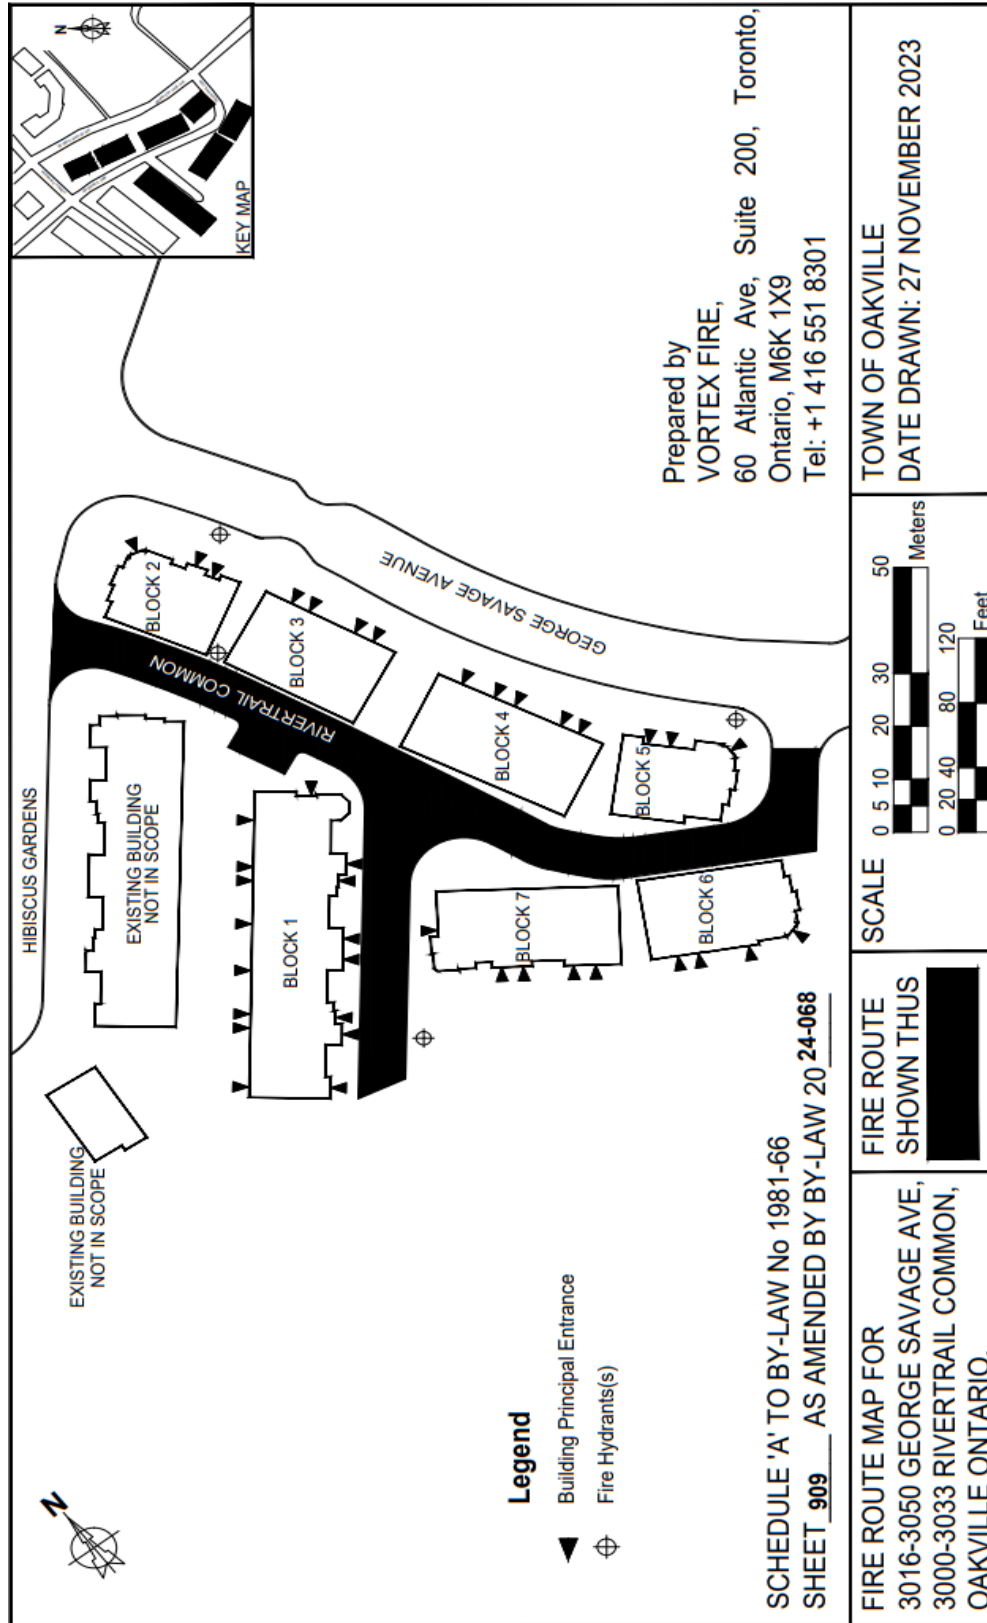 N
KEY MAP
HIBISCUS GARDENS
EXISTING BUILDING
NOT IN SCOPE
EXISTING BUILDING
NOT IN SCOPE
BLOCK 1
BLOCK 2
BLOCK 3
BLOCK 4
BLOCK 5
BLOCK 6
BLOCK 7
RIVERTRAIL COMMON
GEORGE SAVAGE AVENUE
N
Legend
Building Principal Entrance
Fire Hydrants(s)
Prepared by
VORTEX FIRE,
60 Atlantic Ave, Suite 200, Toronto,
Ontario, M6K 1X9
Tel: +1 416 551 8301
SCHEDULE 'A' TO BY-LAW No 1981-66
SHEET 909 AS AMENDED BY BY-LAW 20 24-068
FIRE ROUTE MAP FOR
3016-3050 GEORGE SAVAGE AVE,
3000-3033 RIVERTRAIL COMMON,
OAKVILLE ONTARIO.
FIRE ROUTE
SHOWN THUS
SCALE
0 5 10 20 30 50
Meters
0 20 40 80 120
Feet
TOWN OF OAKVILLE
DATE DRAWN: 27 NOVEMBER 2023